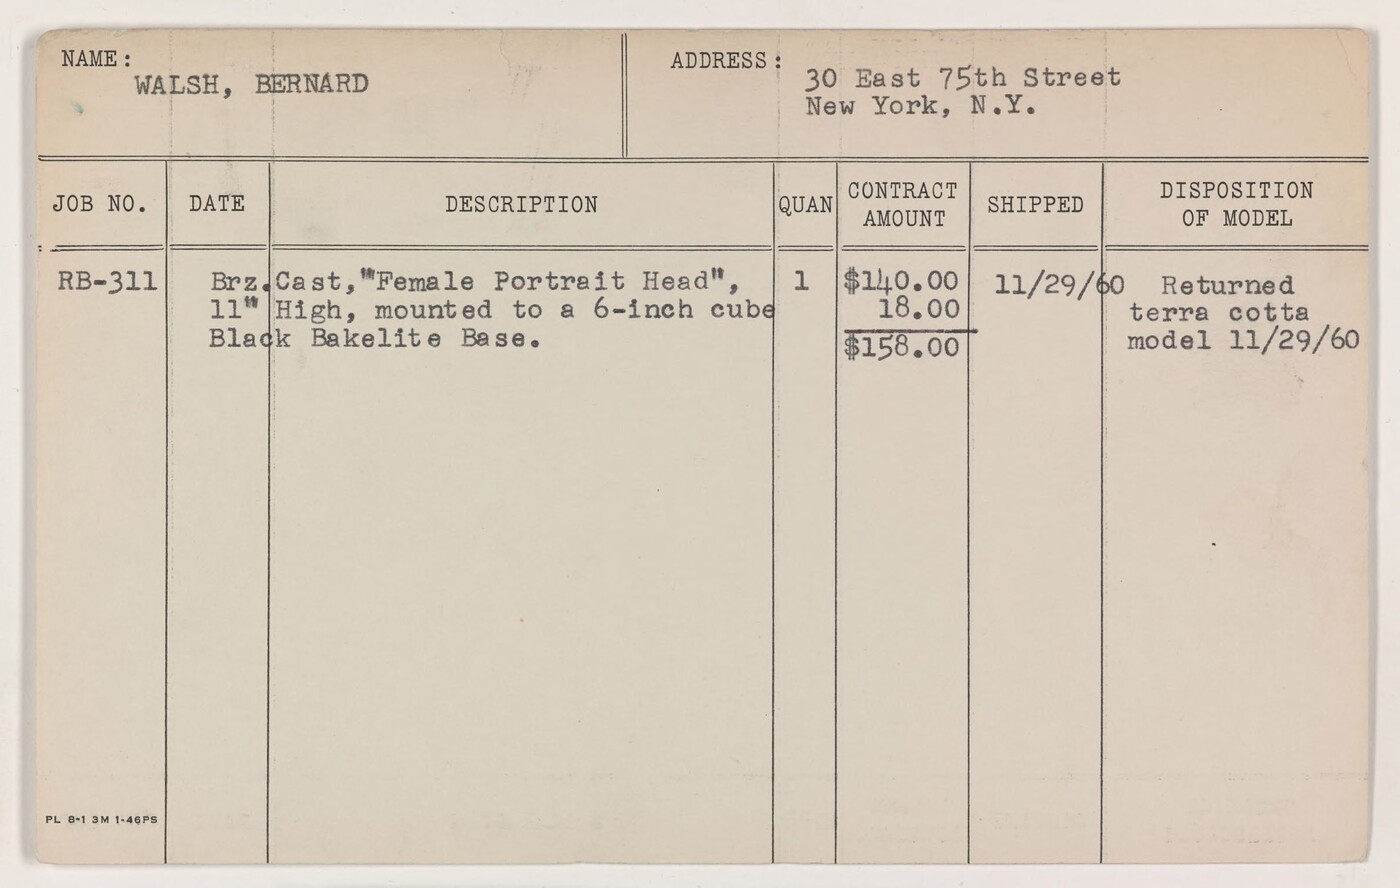 NAME:
WALSH, BERNARD
ADDRESS:
30 East 75th Street
New York, N.Y.
JOB NO. DATE DESCRIPTION QUAN CONTRACT AMOUNT SHIPPED DISPOSITION OF MODEL
RB-311 Brz.Cast,"Female Portrait Head", 1 $140.00 11/29/60 Returned
11" High, mounted to a 6-inch cube 18.00 terra cotta
Black Bakelite Base. $158.00 model 11/29/60
PL 8-1 3M 1-46PS